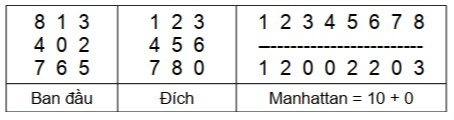 8 1 3
4 0 2
7 6 5
Ban đầu
1 2 3
4 5 6
7 8 0
Đích
1 2 3 4 5 6 7 8
--------------------------
1 2 0 0 2 2 0 3
Manhattan = 10 + 0